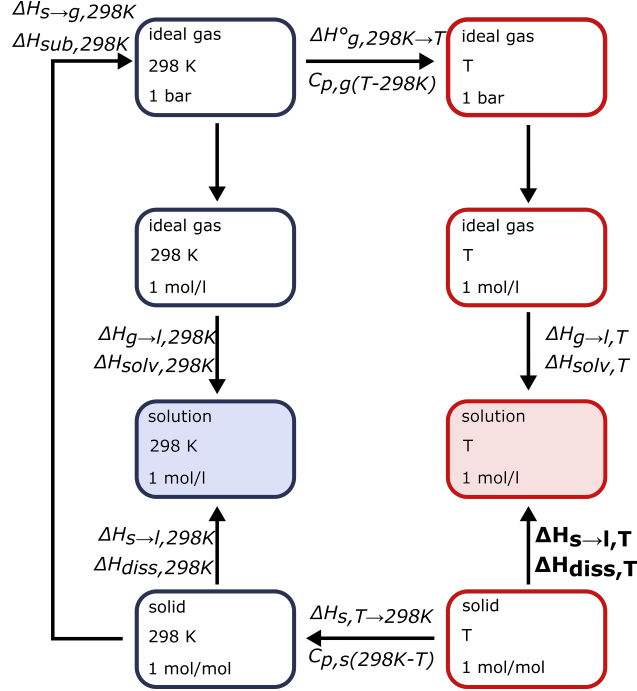 ΔHs→g,298K
ΔHsub,298K
ideal gas
298 K
1 bar
ΔH°g,298K→T
Cp,g(T-298K)
ideal gas
T
1 bar
ideal gas
298 K
1 mol/l
ideal gas
T
1 mol/l
ΔHg→l,298K
ΔHsolv,298K
ΔHg→l,T
ΔHsolv,T
solution
298 K
1 mol/l
solution
T
1 mol/l
ΔHs→l,298K
ΔHdiss,298K
ΔHs→l,T
ΔHdiss,T
solid
298 K
1 mol/mol
ΔHs,T→298K
Cp,s(298K-T)
solid
T
1 mol/mol